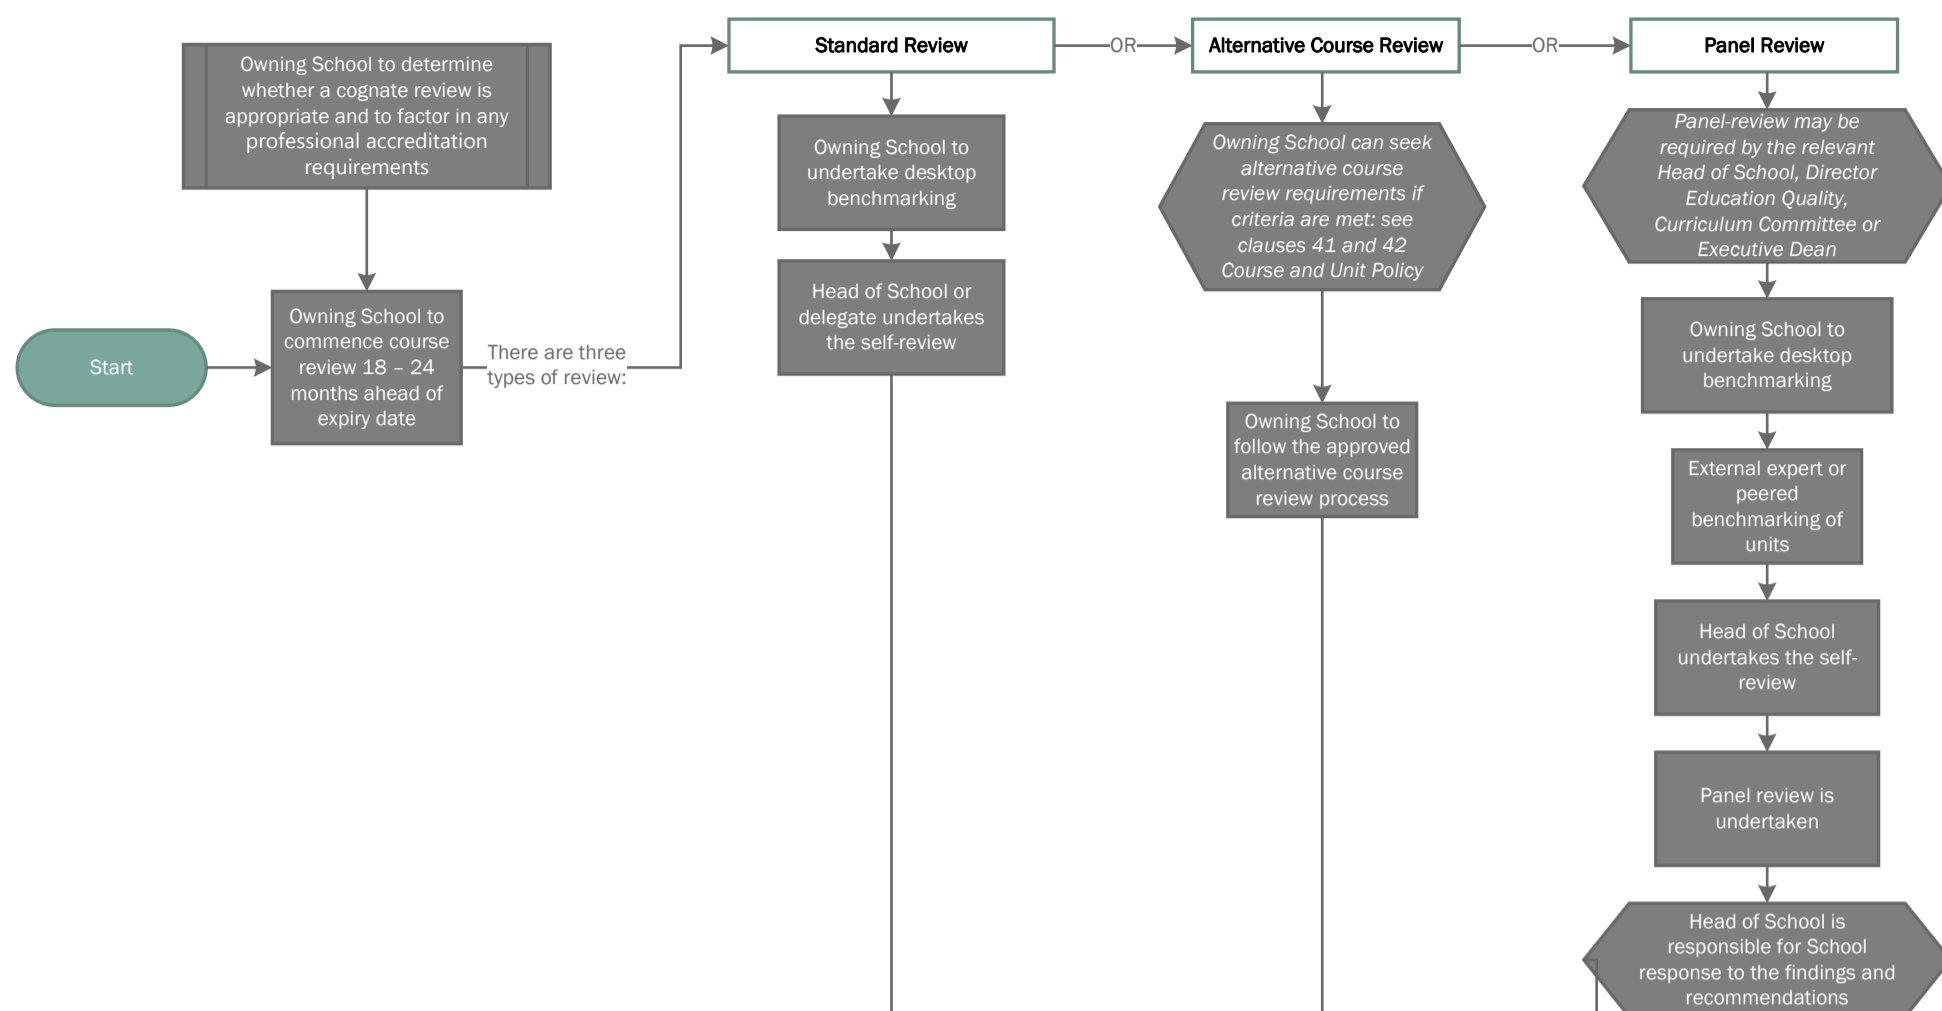 Owning School to determine
whether a cognate review is
appropriate and to factor in any
professional accreditation
requirements
Start
Owning School to
commence course
review 18 – 24
months ahead of
expiry date
There are three
types of review:
Standard Review
Owning School to
undertake desktop
benchmarking
Head of School or
delegate undertakes
the self-review
OR
Alternative Course Review
Owning School can seek
alternative course
review requirements if
criteria are met: see
clauses 41 and 42
Course and Unit Policy
Owning School to
follow the approved
alternative course
review process
OR
Panel Review
Panel-review may be
required by the relevant
Head of School, Director
Education Quality,
Curriculum Committee or
Executive Dean
Owning School to
undertake desktop
benchmarking
External expert or
peered
benchmarking of
units
Head of School
undertakes the self-
review
Panel review is
undertaken
Head of School is
responsible for School
response to the findings and
recommendations